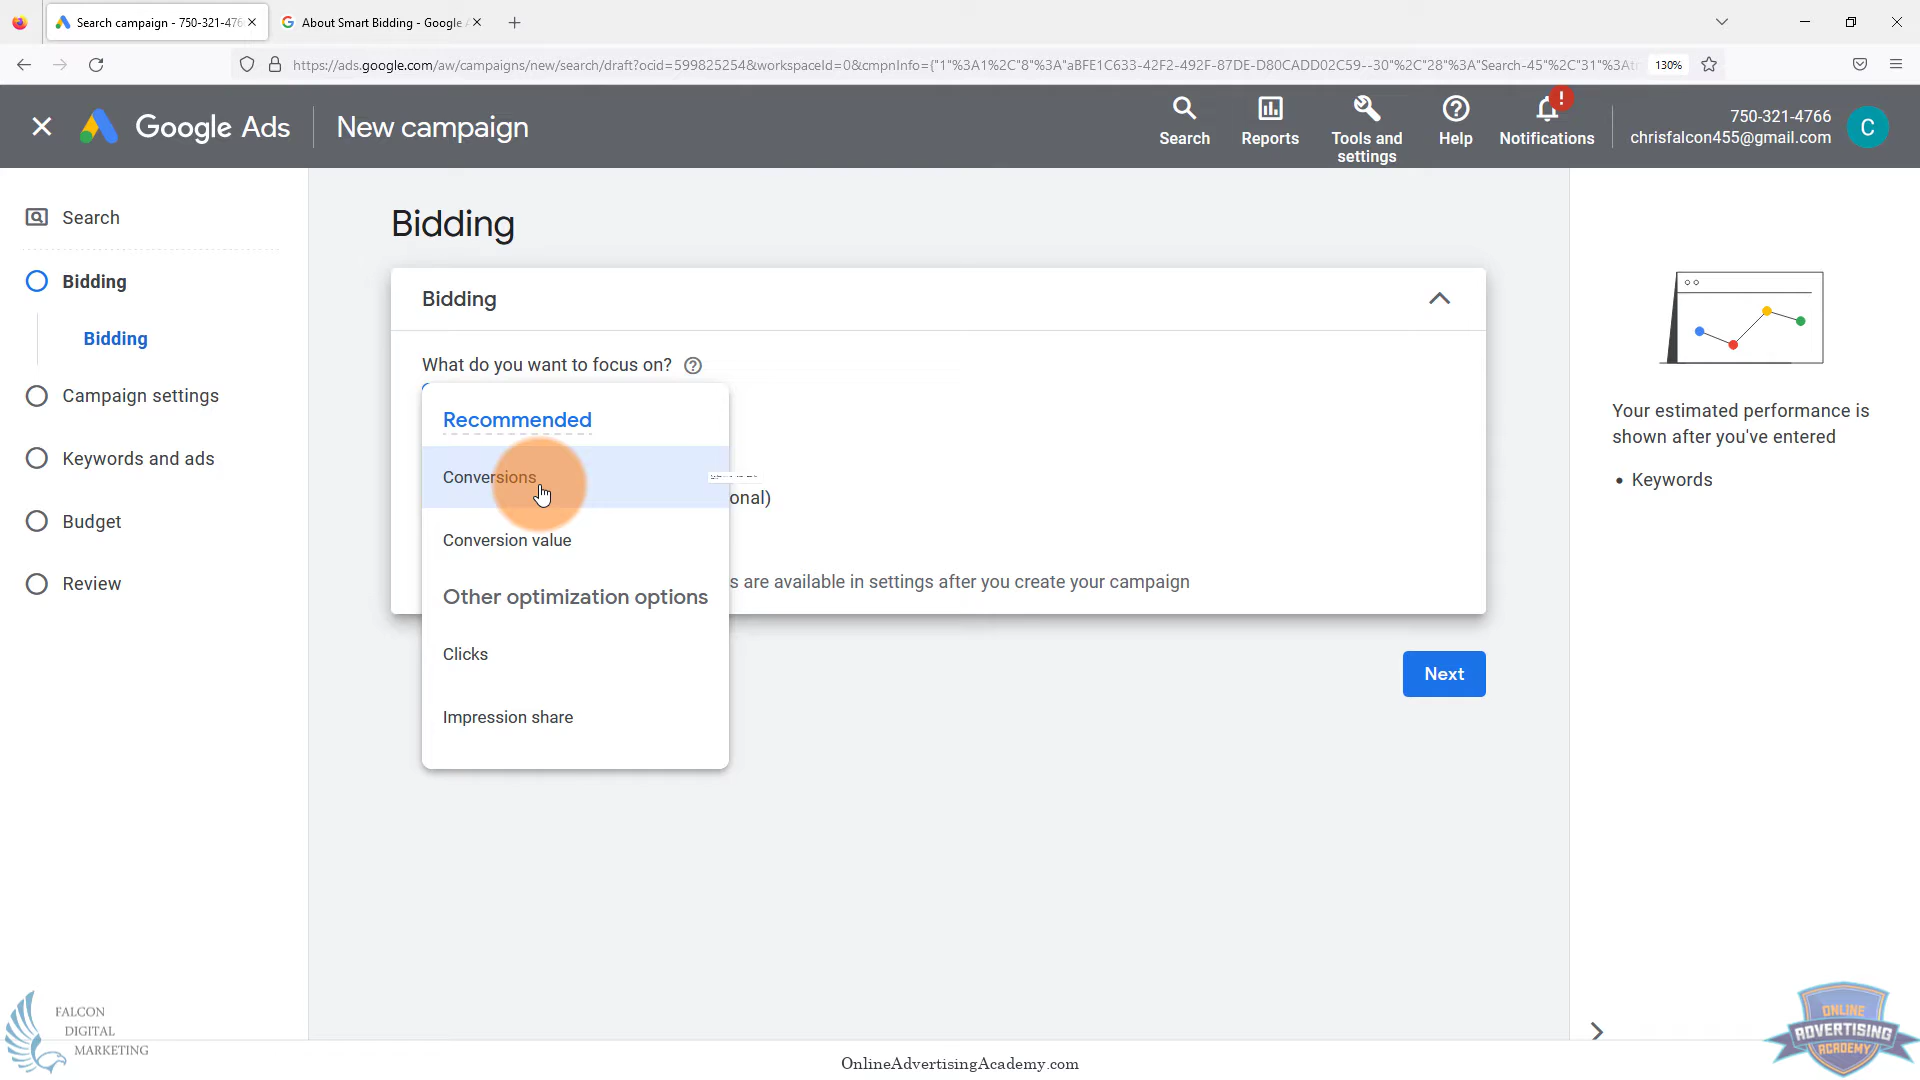 Search campaign - 750-321-476
About Smart Bidding - Google
https://ads.google.com/aw/campaigns/new/search/draft?ocid=599825254&workspaceId=0&cmpnInfo={"1"%3A1%2C"8"%3A"aBFE1C633-42F2-492F-87DE-D80CADD02C59--30"%2C"28"%3A"Search-45"%2C"31"%3A
130%
Google Ads
New campaign
Search
Reports
Tools and
settings
Help
Notifications
!
750-321-4766
chrisfalcon455@gmail.com
C
Search
Bidding
Bidding
Campaign settings
Keywords and ads
Budget
Review
Bidding
Bidding
What do you want to focus on?
Recommended
Conversions
onal)
Conversion value
s are available in settings after you create your campaign
Other optimization options
Clicks
Impression share
Next
Your estimated performance is
shown after you've entered
• Keywords
FALCON
DIGITAL
MARKETING
OnlineAdvertisingAcademy.com
ONLINE
ADVERTISING
ACADEMY